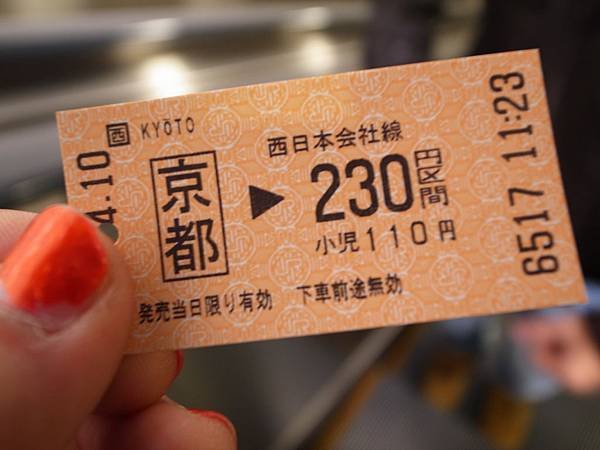 西 KYŌTO
西日本会社線
京都 ▶ 230円区間
小児110円
発売当日限り有効 下車前途無効
4.10
6517 11:23